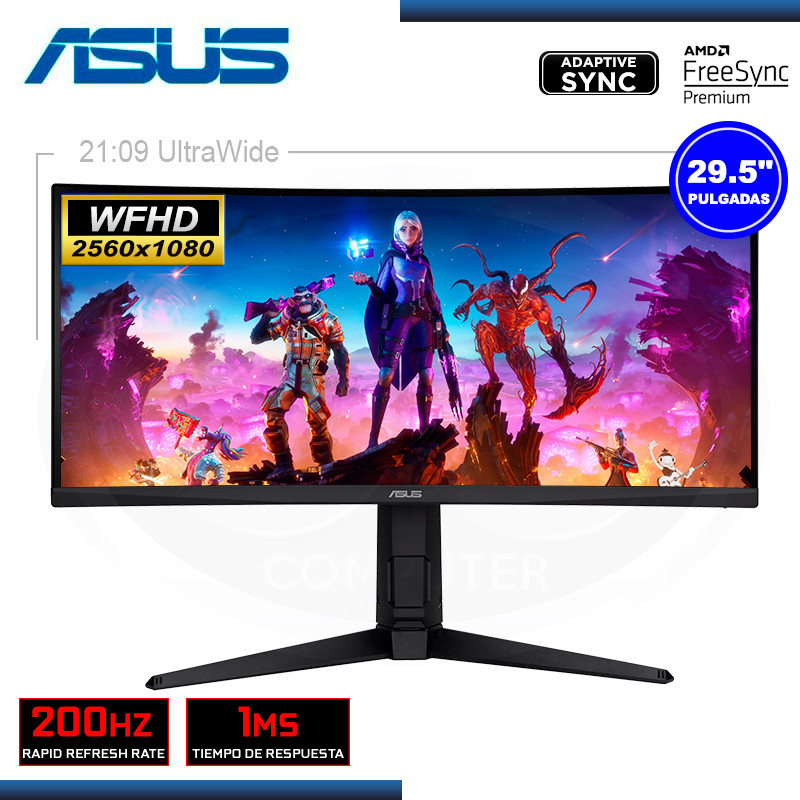 ASUS
ADAPTIVE
SYNC
AMD
FreeSync
Premium
21:09 UltraWide
29.5"
PULGADAS
WFHD
2560x1080
ASUS
COMPUTER
200HZ
RAPID REFRESH RATE
1MS
TIEMPO DE RESPUESTA